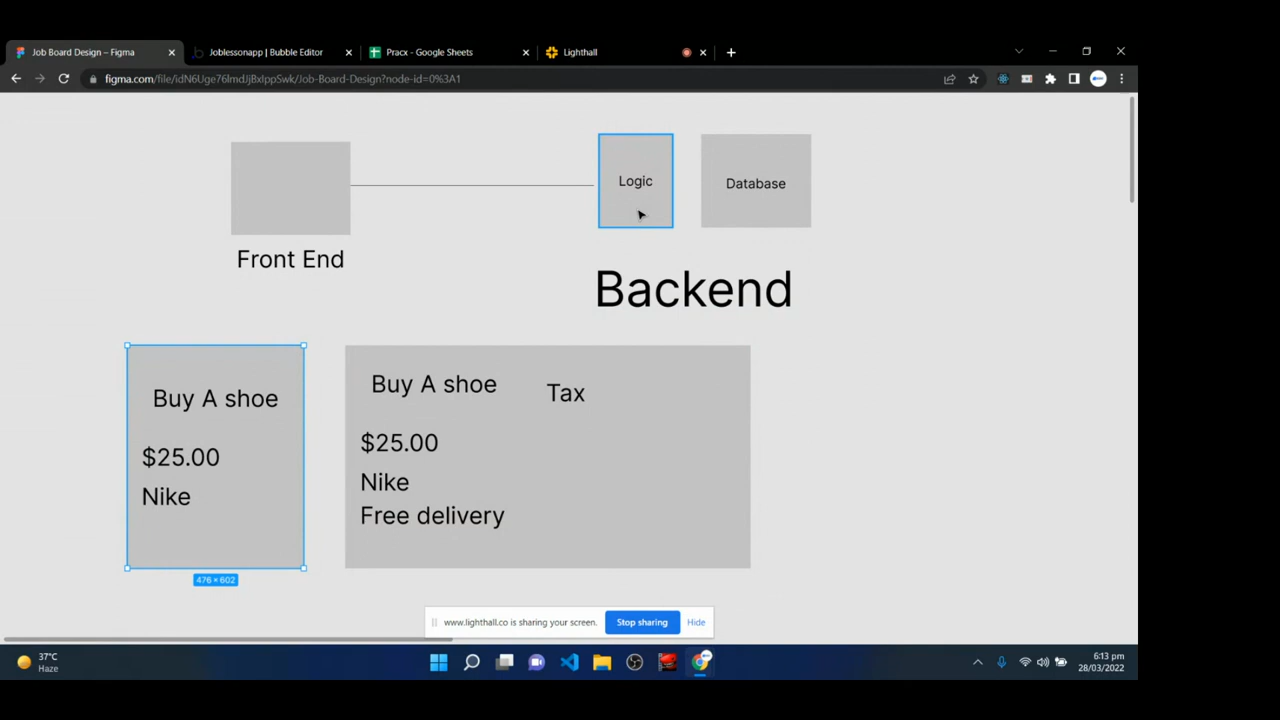 Job Board Design – Figma
Joblessonapp | Bubble Editor
Pracx - Google Sheets
Lighthall
figma.com/file/idN6Uge76lmdJjBxIppSwk/Job-Board-Design?node-id=0%3A1
Logic
Database
Front End
Backend
Buy A shoe
$25.00
Nike
476 × 602
Buy A shoe
Tax
$25.00
Nike
Free delivery
www.lighthall.co is sharing your screen.
Stop sharing
Hide
37°C
Haze
6:13 pm
28/03/2022